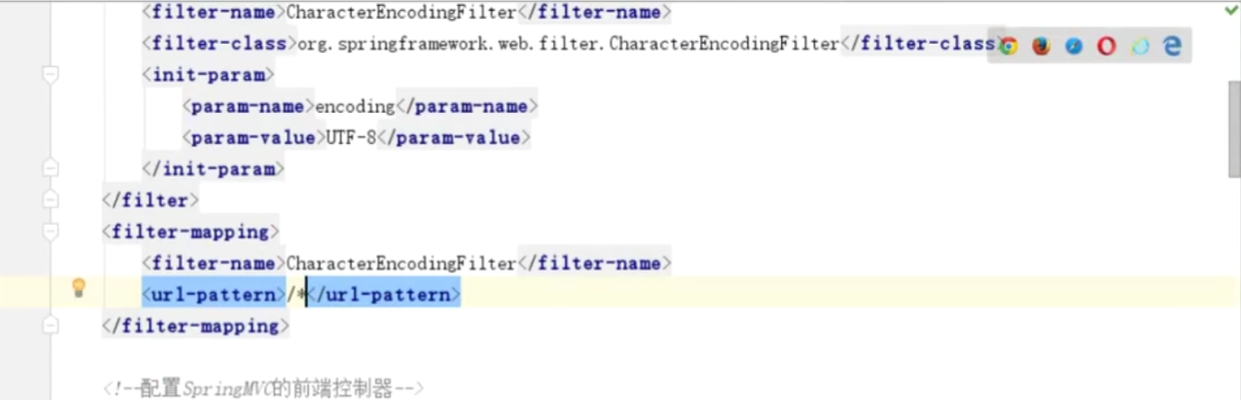 <filter-name>CharacterEncodingFilter</filter-name>
<filter-class>org.springframework.web.filter.CharacterEncodingFilter</filter-class>
<init-param>
<param-name>encoding</param-name>
<param-value>UTF-8</param-value>
</init-param>
</filter>
<filter-mapping>
<filter-name>CharacterEncodingFilter</filter-name>
<url-pattern>/*</url-pattern>
</filter-mapping>
<!--配置SpringMVC的前端控制器-->